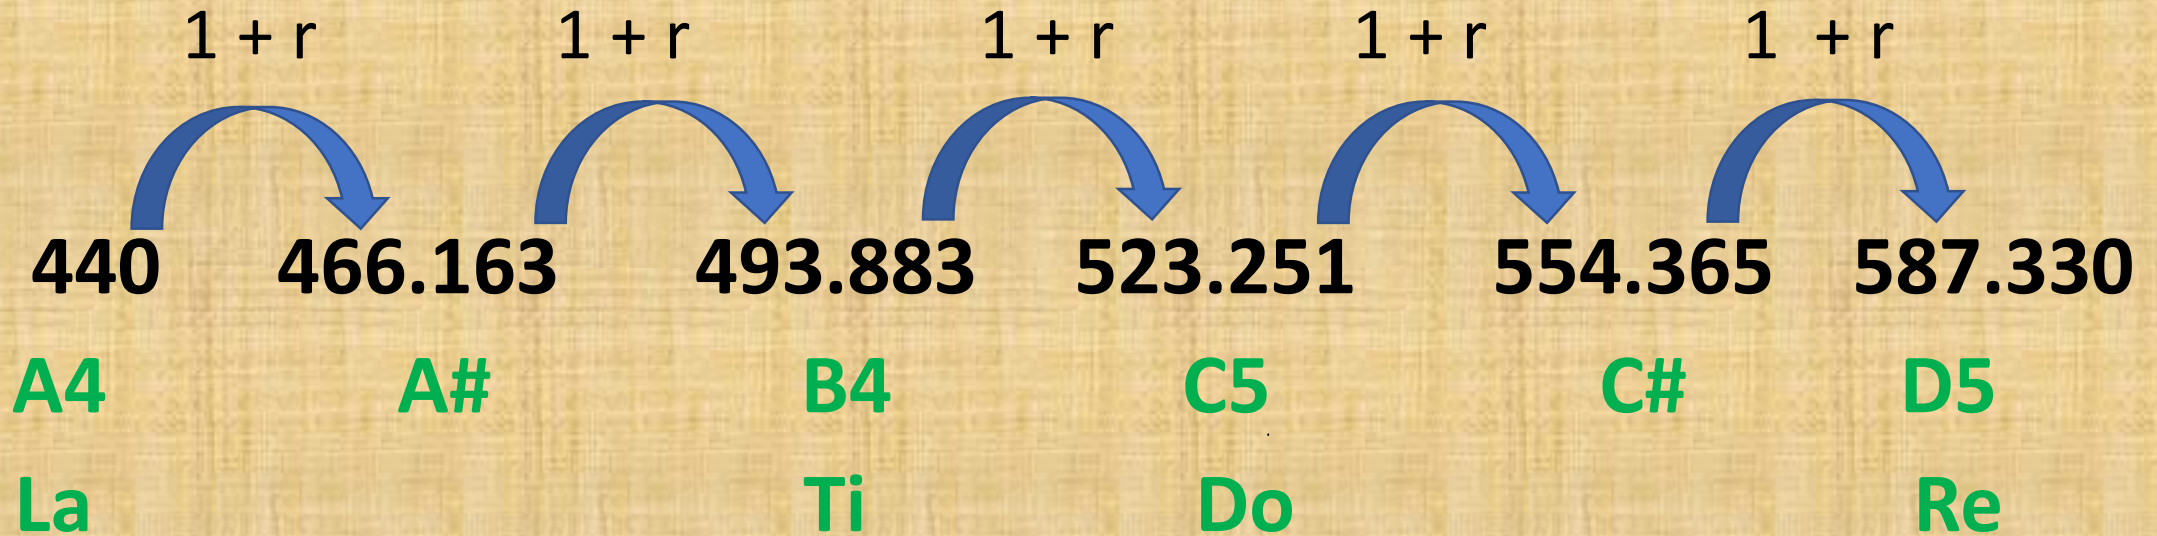 1 + r 1 + r 1 + r 1 + r 1 + r
440 466.163 493.883 523.251 554.365 587.330
A4 A# B4 C5 C# D5
La Ti Do Re